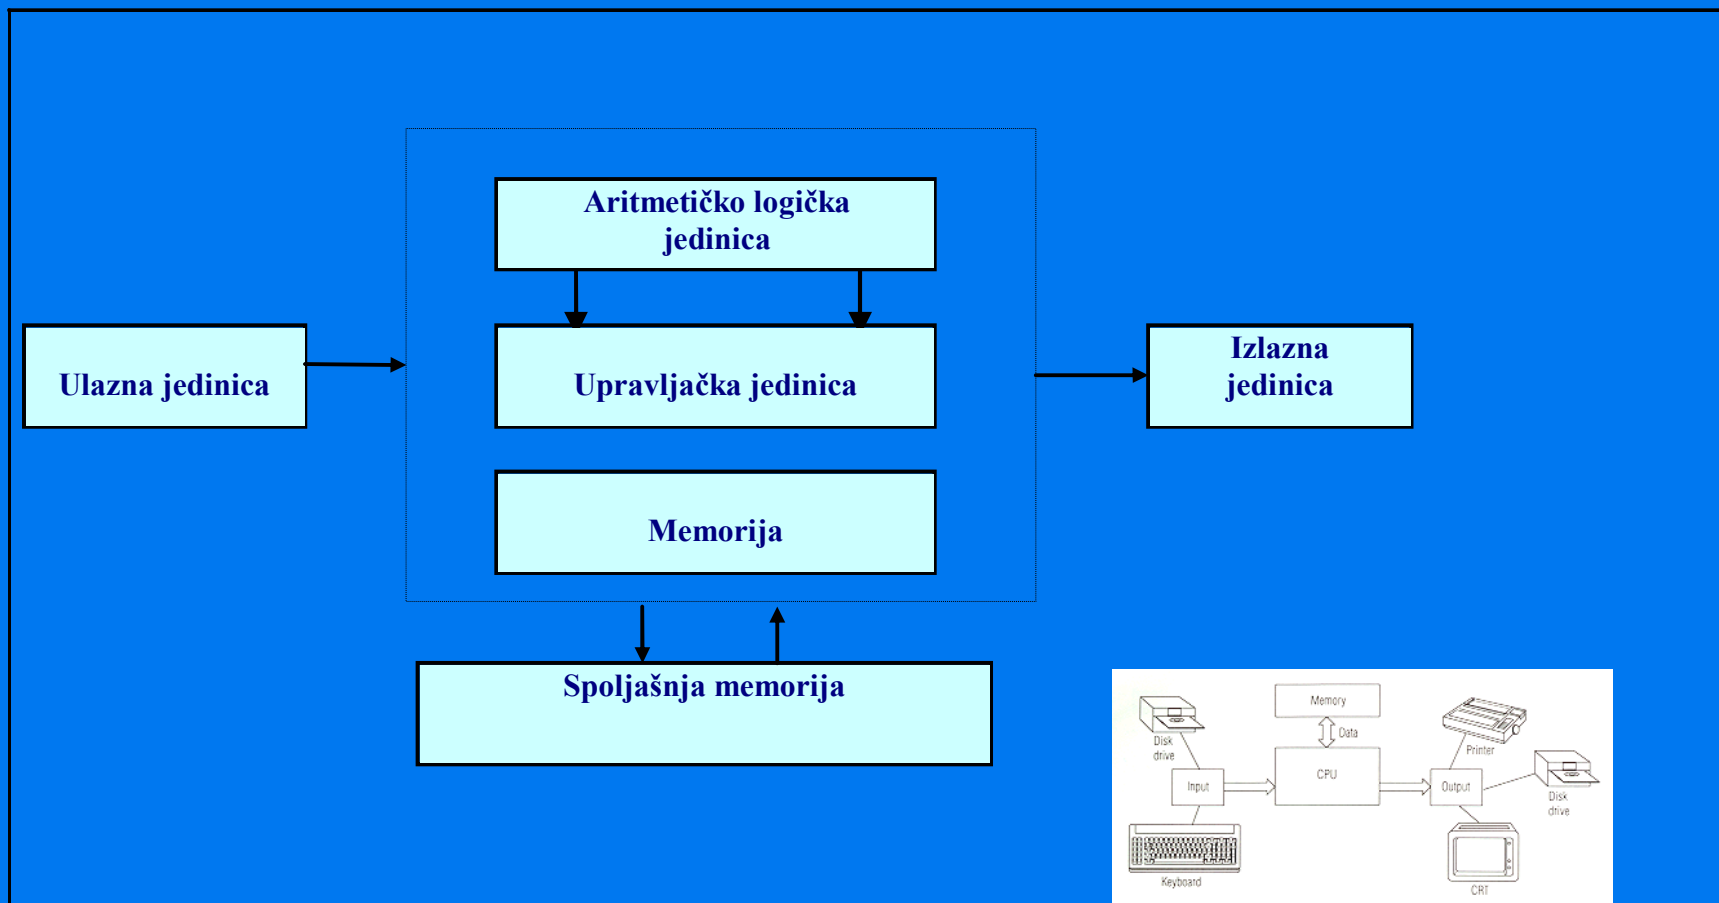 Aritmetičko logička
jedinica
Ulazna jedinica
Upravljačka jedinica
Izlazna
jedinica
Memorija
Spoljašnja memorija
Disk
drive
Memory
Data
Printer
Input
CPU
Output
Disk
drive
Keyboard
CRT